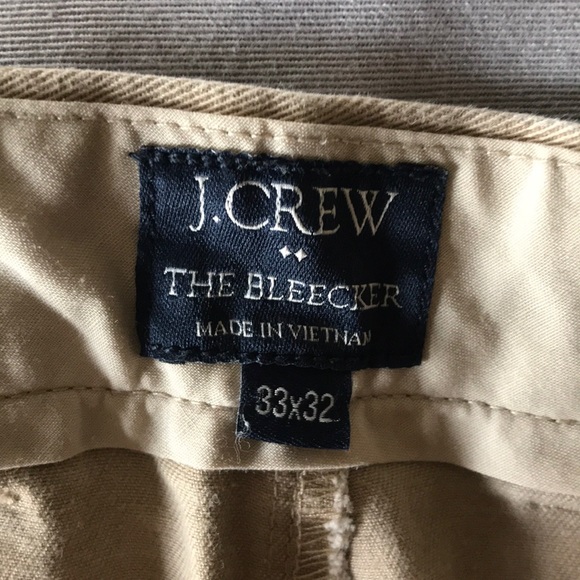 J.CREW
THE BLEECKER
MADE IN VIETNAM
33x32